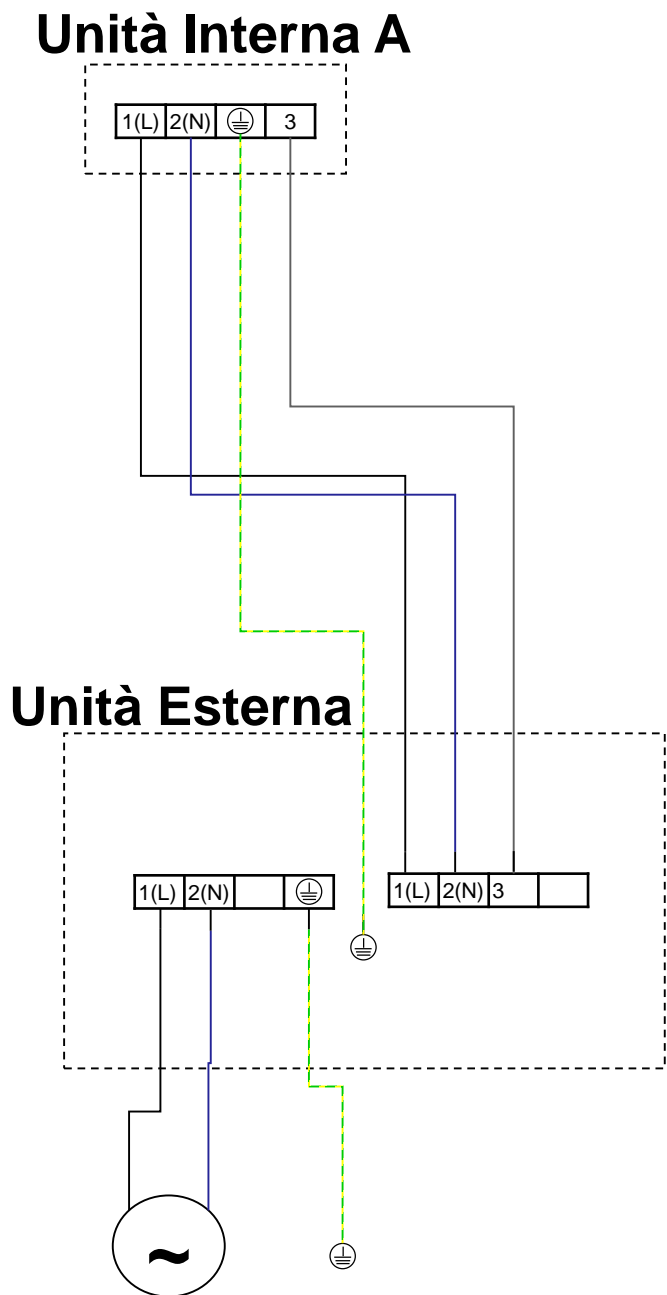 Unità Interna A
1(L) 2(N) 3
Unità Esterna
1(L) 2(N)
1(L) 2(N) 3
~